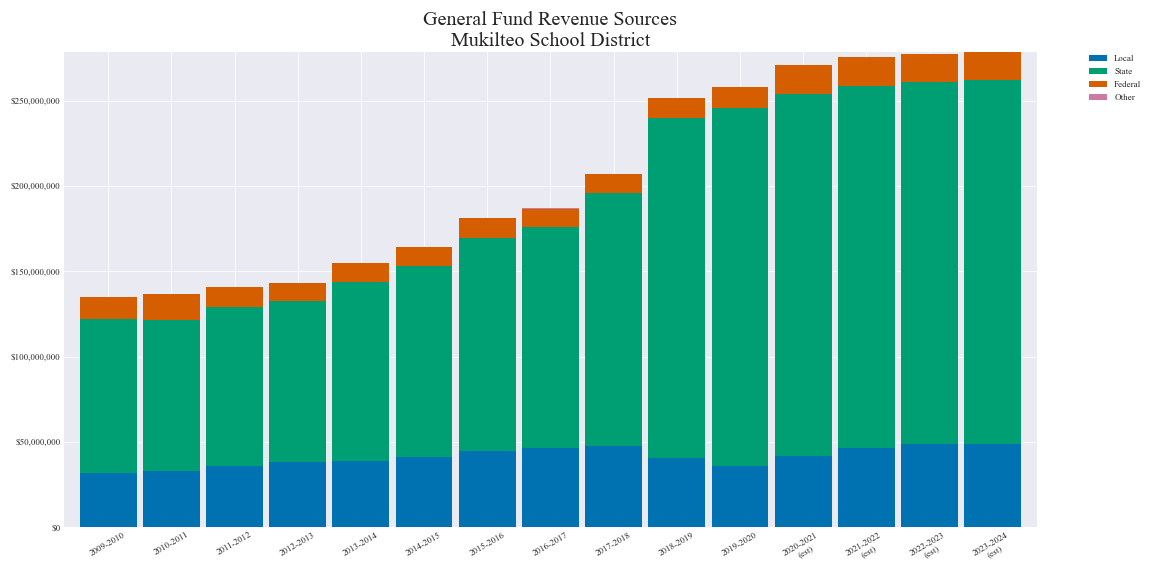 General Fund Revenue Sources
Mukilteo School District
Local
State
Federal
Other
$250,000,000
$200,000,000
$150,000,000
$100,000,000
$50,000,000
$0
2009-2010
2010-2011
2011-2012
2012-2013
2013-2014
2014-2015
2015-2016
2016-2017
2017-2018
2018-2019
2019-2020
2020-2021
(est)
2021-2022
(est)
2022-2023
(est)
2023-2024
(est)